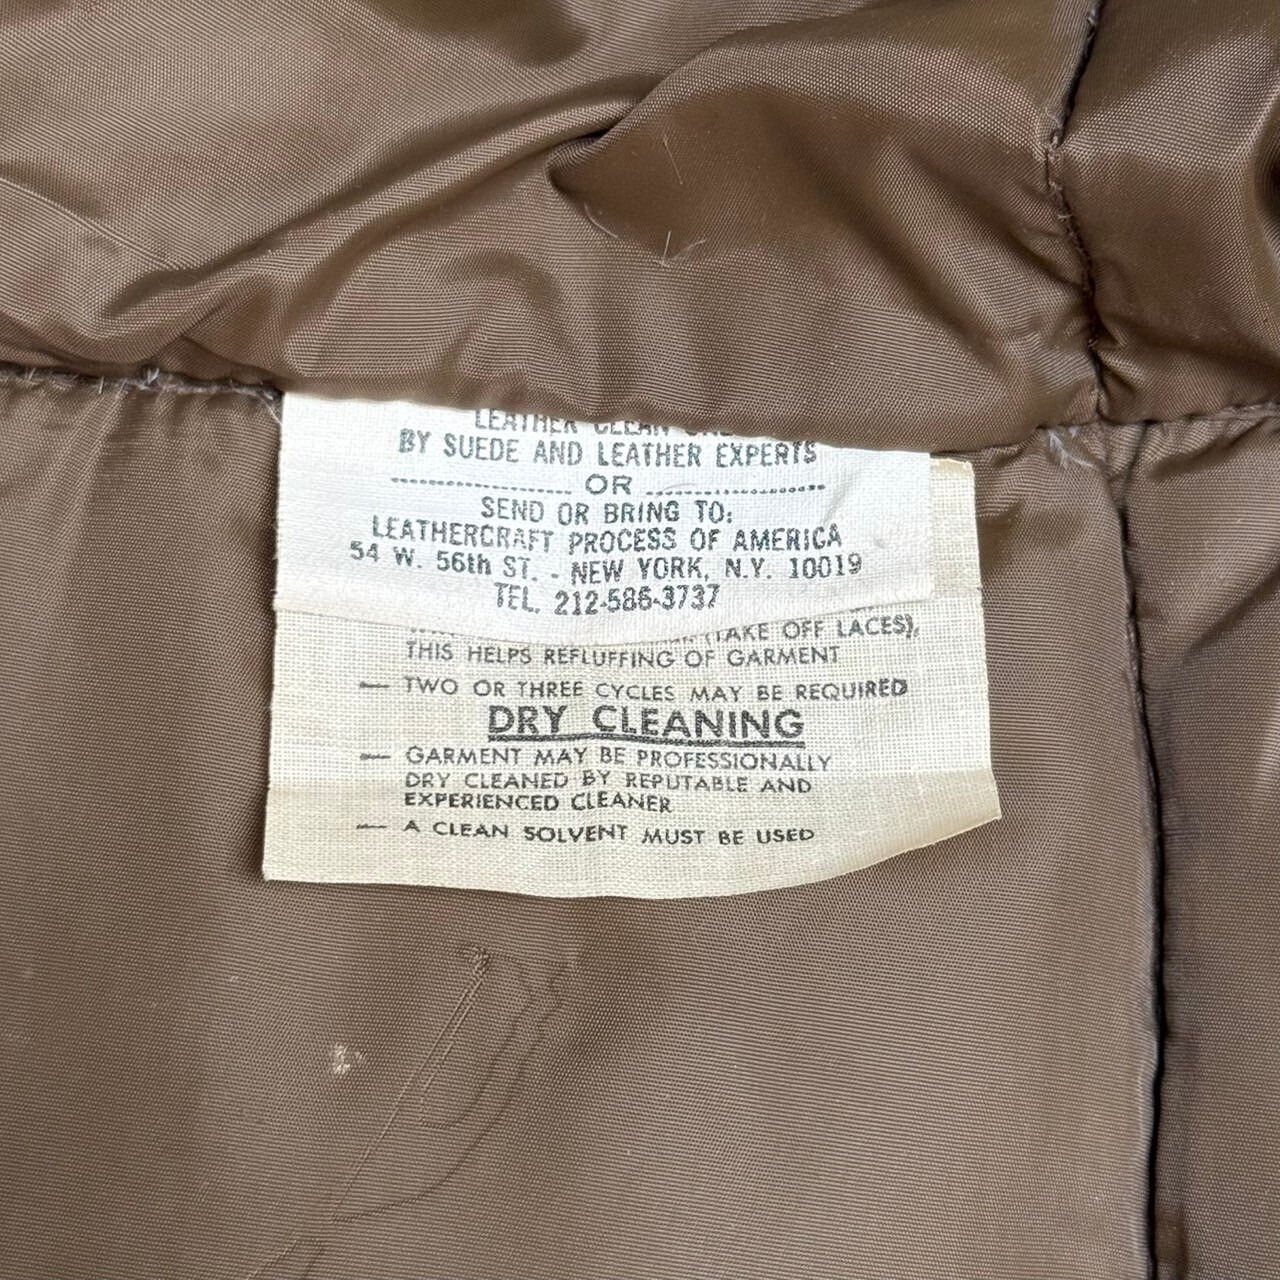 LEATHER CLEAN
BY SUEDE AND LEATHER EXPERTS
OR
SEND OR BRING TO:
LEATHERCRAFT PROCESS OF AMERICA
54 W. 56th ST. - NEW YORK, N.Y. 10019
TEL. 212-586-3737
(TAKE OFF LACES),
THIS HELPS REFLUFFING OF GARMENT
— TWO OR THREE CYCLES MAY BE REQUIRED
DRY CLEANING
— GARMENT MAY BE PROFESSIONALLY
DRY CLEANED BY REPUTABLE AND
EXPERIENCED CLEANER
— A CLEAN SOLVENT MUST BE USED